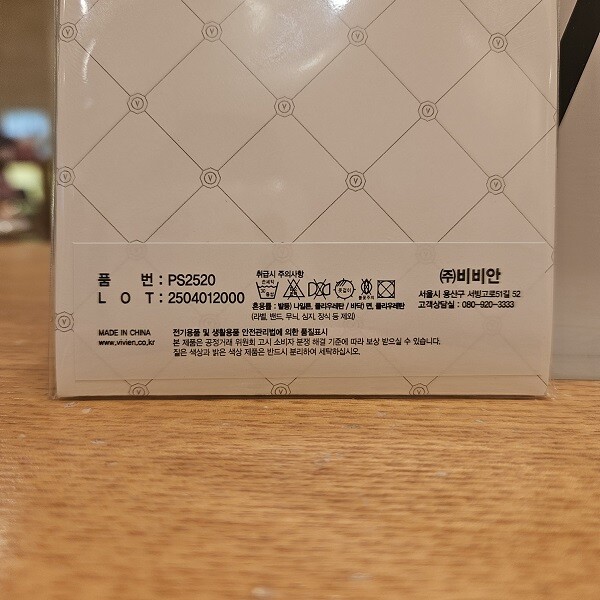 품 번 : PS2520
L O T : 2504012000
MADE IN CHINA
www.vivien.co.kr
취급시 주의사항
혼용률 : 발등) 나일론, 폴리우레탄 / 바닥) 면, 폴리우레탄
(라벨, 밴드, 무늬, 심지, 장식 등 제외)
전기용품 및 생활용품 안전관리법에 의한 품질표시
본 제품은 공정거래 위원회 고시 소비자 분쟁 해결 기준에 따라 보상 받으실 수 있습니다.
짙은 색상과 밝은 색상 제품은 반드시 분리하여 세탁하십시오.
㈜비비안
서울시 용산구 서빙고로51길 52
고객상담실 : 080-920-3333